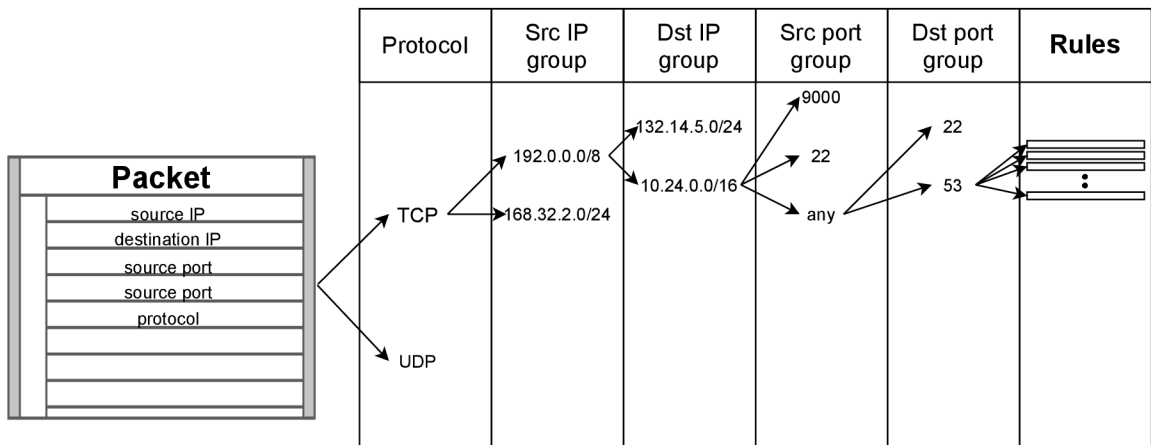 Protocol
Src IP
group
Dst IP
group
Src port
group
Dst port
group
Rules
Packet
source IP
destination IP
source port
source port
protocol
TCP
UDP
192.0.0.0/8
168.32.2.0/24
132.14.5.0/24
10.24.0.0/16
9000
22
any
22
53